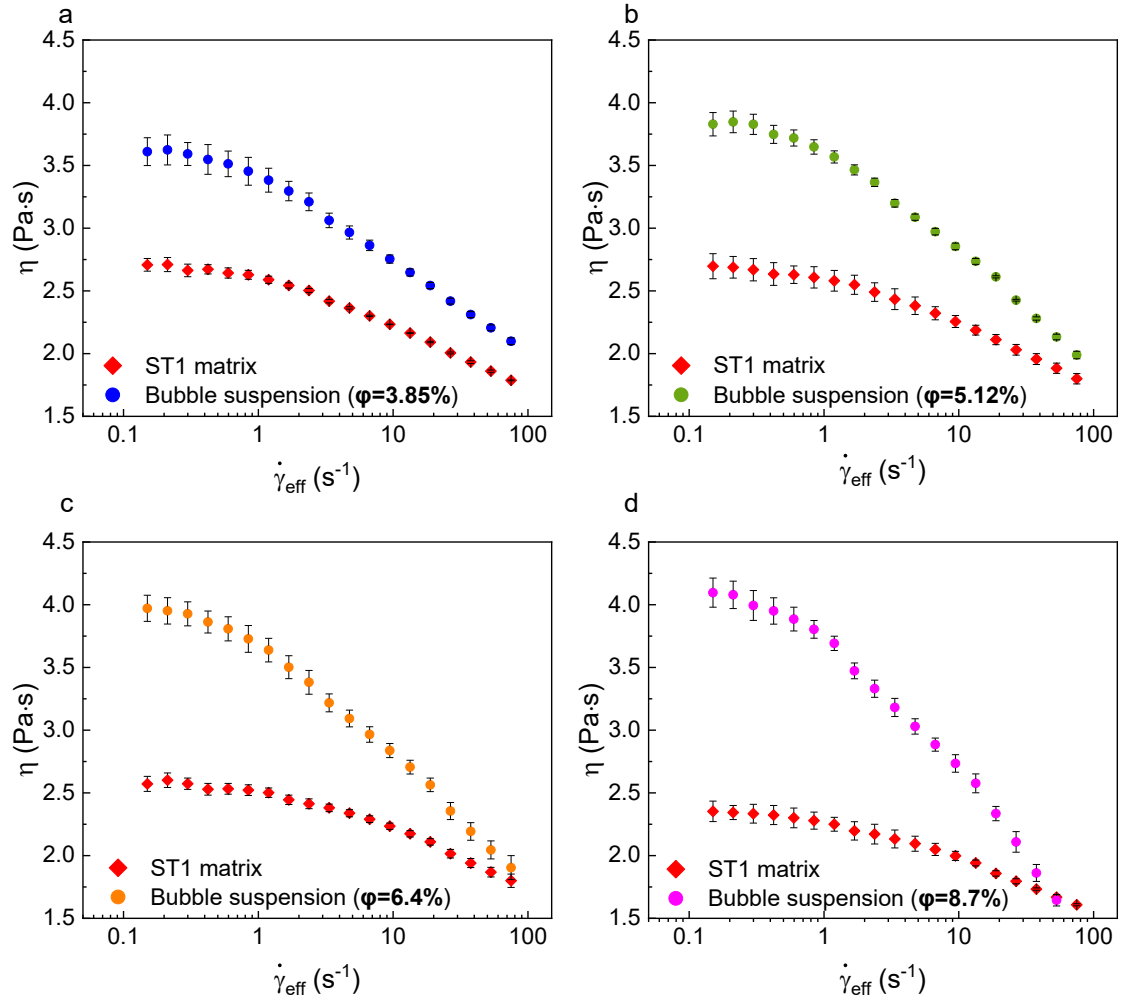 a
4.5
4.0
3.5
3.0
2.5
2.0
1.5
η (Pa·s)
ST1 matrix
Bubble suspension (φ=3.85%)
0.1 1 10 100
γ̇eff (s-1)
b
4.5
4.0
3.5
3.0
2.5
2.0
1.5
η (Pa·s)
ST1 matrix
Bubble suspension (φ=5.12%)
0.1 1 10 100
γ̇eff (s-1)
c
4.5
4.0
3.5
3.0
2.5
2.0
1.5
η (Pa·s)
ST1 matrix
Bubble suspension (φ=6.4%)
0.1 1 10 100
γ̇eff (s-1)
d
4.5
4.0
3.5
3.0
2.5
2.0
1.5
η (Pa·s)
ST1 matrix
Bubble suspension (φ=8.7%)
0.1 1 10 100
γ̇eff (s-1)